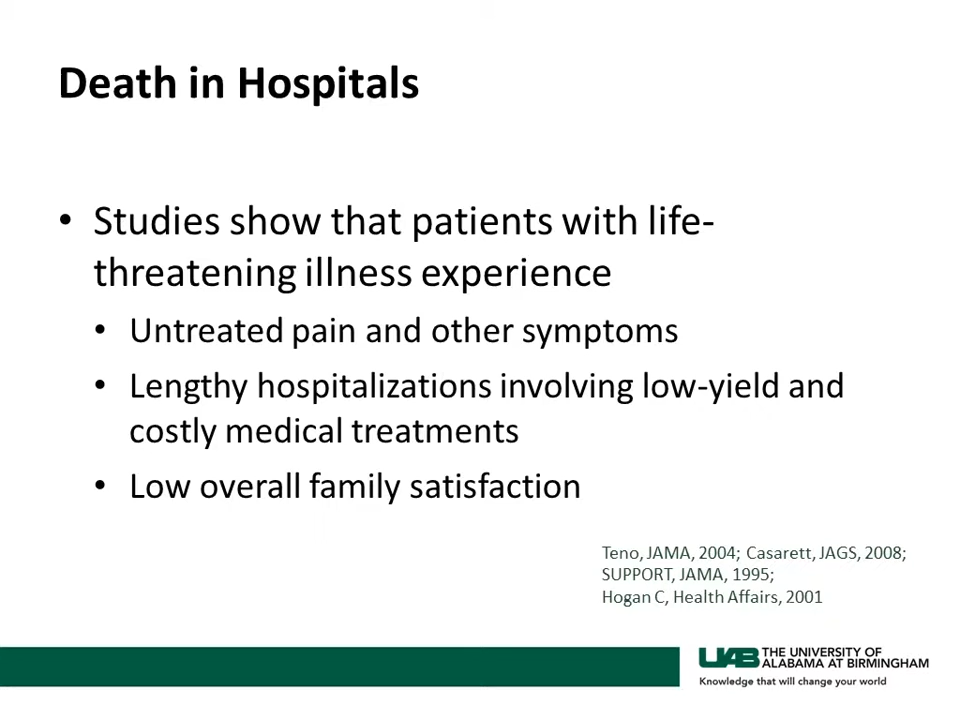 Death in Hospitals
• Studies show that patients with life-
threatening illness experience
• Untreated pain and other symptoms
• Lengthy hospitalizations involving low-yield and
costly medical treatments
• Low overall family satisfaction
Teno, JAMA, 2004; Casarett, JAGS, 2008;
SUPPORT, JAMA, 1995;
Hogan C, Health Affairs, 2001
UAB THE UNIVERSITY OF
ALABAMA AT BIRMINGHAM
Knowledge that will change your world